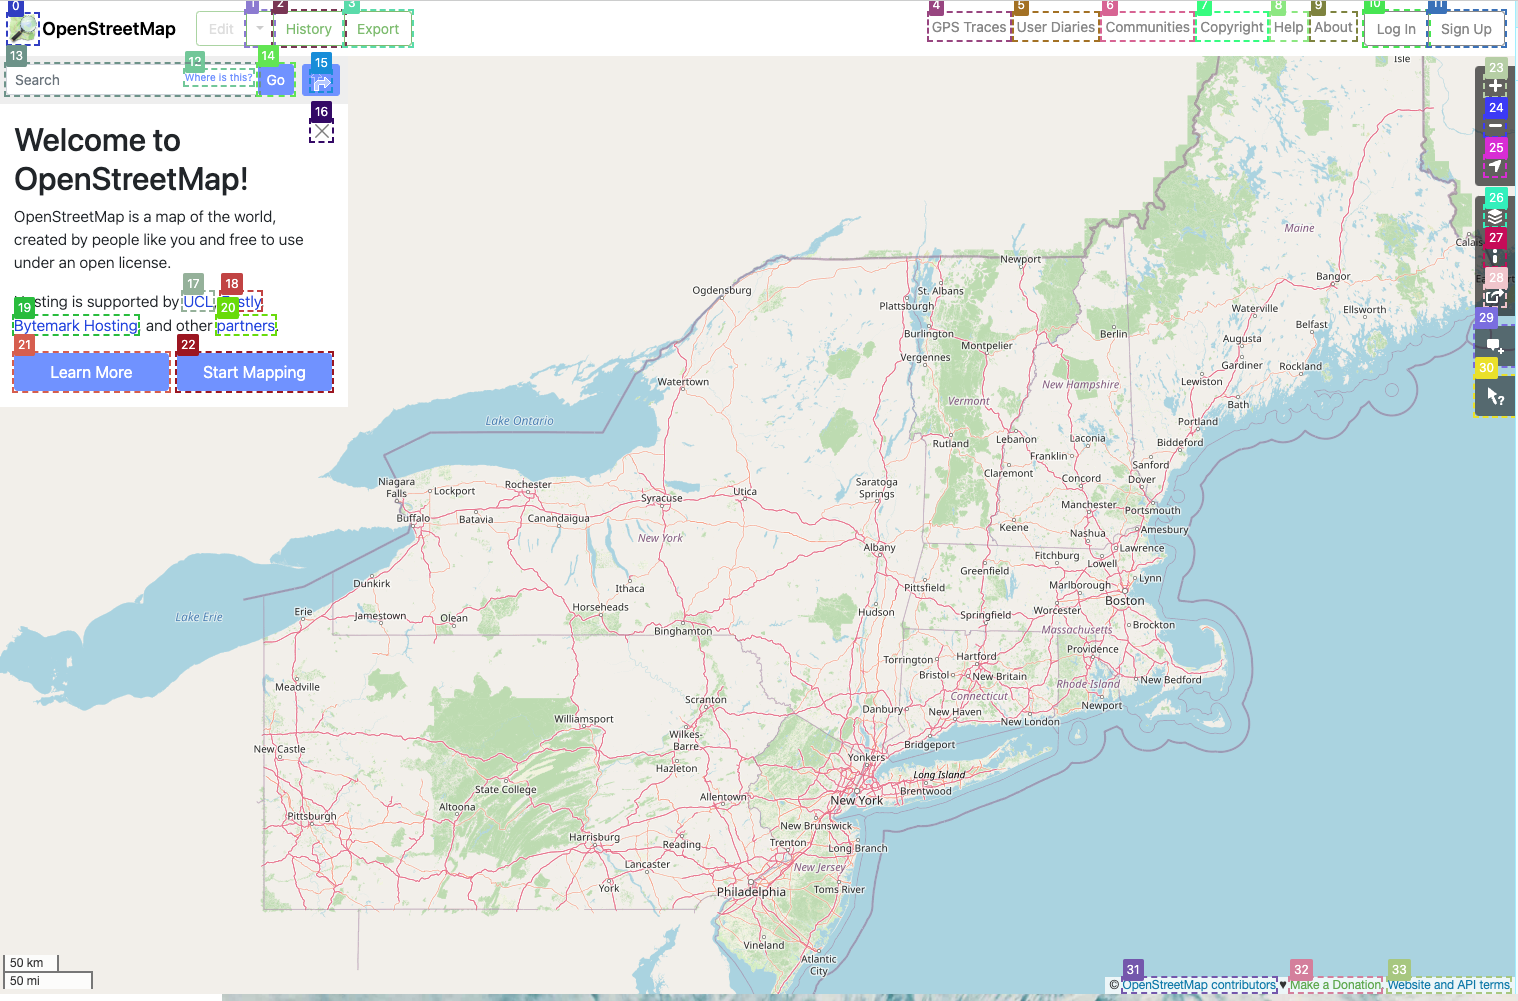 0
1
2
3
4
5
6
7
8
9
10
11
OpenStreetMap
Edit
History
Export
GPS Traces
User Diaries
Communities
Copyright
Help
About
Log In
Sign Up
13
12
14
15
Search
Where is this?
Go
16
Welcome to
OpenStreetMap!
OpenStreetMap is a map of the world,
created by people like you and free to use
under an open license.
17
18
Hosting is supported by UCL, Fastly,
19
20
Bytemark Hosting, and other partners.
21
22
Learn More
Start Mapping
23
24
25
26
27
28
29
30
Isle
Maine
Calais
Newport
Bangor
Ogdensburg
St. Albans
Plattsburgh
Waterville
Ellsworth
Belfast
Burlington
Berlin
Montpelier
Augusta
Vergennes
Gardiner
Rockland
Watertown
New Hampshire
Lewiston
Vermont
Bath
Lake Ontario
Portland
Rutland
Lebanon
Laconia
Biddeford
Franklin
Sanford
Claremont
Concord
Dover
Niagara
Falls
Lockport
Rochester
Syracuse
Utica
Saratoga
Springs
Manchester
Portsmouth
Buffalo
Batavia
Canandaigua
Keene
Nashua
Amesbury
New York
Albany
Fitchburg
Lawrence
Lowell
Greenfield
Lynn
Dunkirk
Ithaca
Pittsfield
Marlborough
Boston
Erie
Jamestown
Olean
Horseheads
Hudson
Springfield
Worcester
Lake Erie
Binghamton
Massachusetts
Brockton
Providence
Torrington
Hartford
Bristol
New Britain
Rhode Island
New Bedford
Meadville
Connecticut
Scranton
Danbury
New Haven
Newport
Williamsport
New London
Wilkes-
Barre
Bridgeport
New Castle
Yonkers
Hazleton
Long Island
State College
Brentwood
Allentown
New York
Altoona
Pittsburgh
New Brunswick
Harrisburg
Reading
Trenton
Long Branch
Lancaster
New Jersey
York
Philadelphia
Toms River
Vineland
Atlantic
City
50 km
50 mi
31
32
33
© OpenStreetMap contributors ♥ Make a Donation. Website and API terms